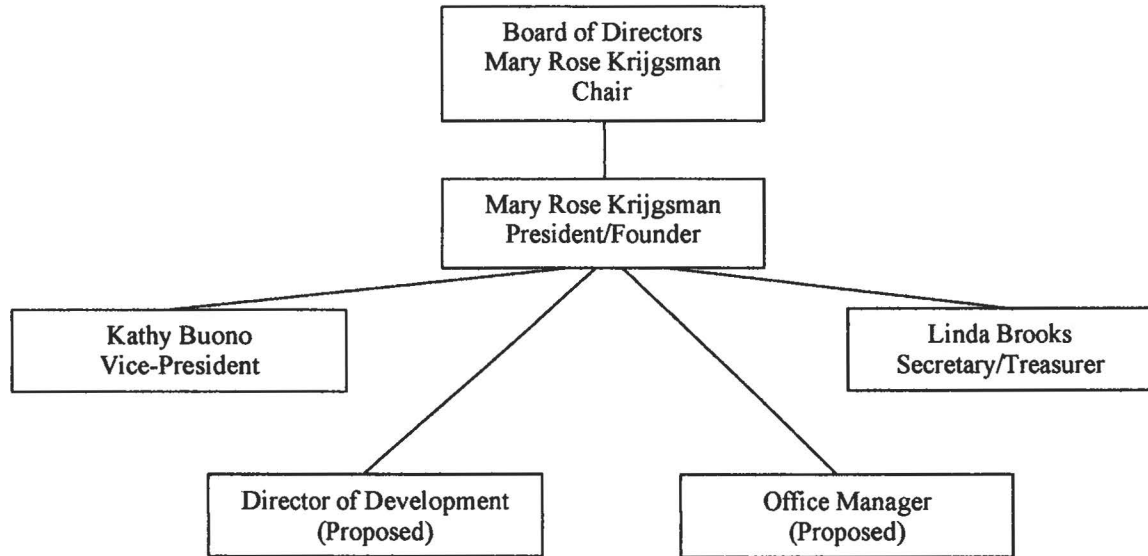 Board of Directors
Mary Rose Krijgsman
Chair
Mary Rose Krijgsman
President/Founder
Kathy Buono
Vice-President
Linda Brooks
Secretary/Treasurer
Director of Development
(Proposed)
Office Manager
(Proposed)